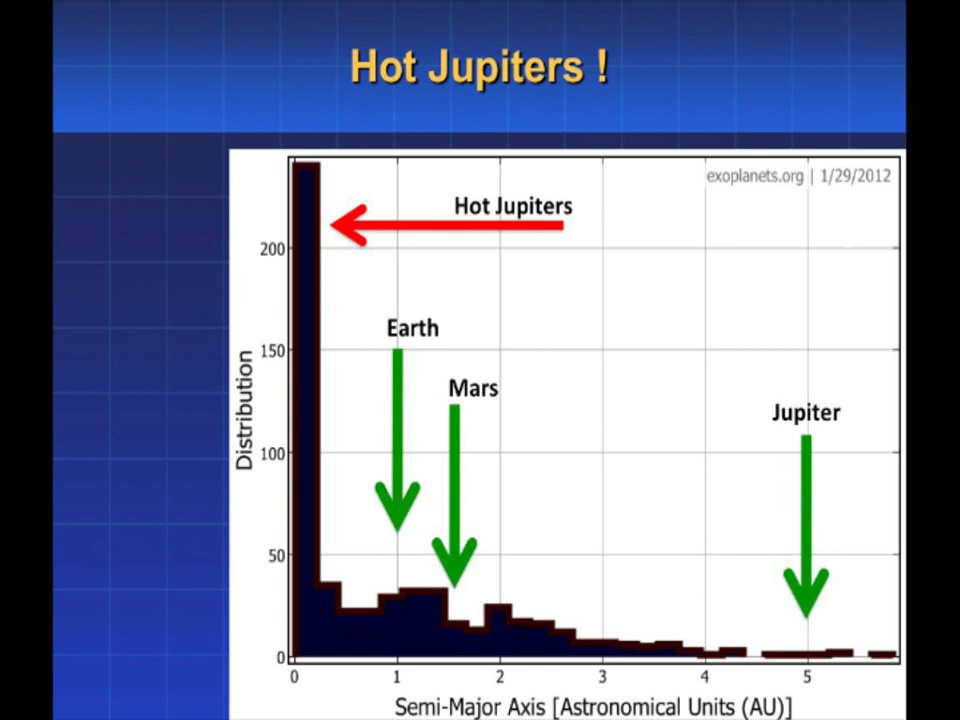 Hot Jupiters !
exoplanets.org | 1/29/2012
Hot Jupiters
200
Earth
150
Mars
Jupiter
Distribution
100
50
0
0 1 2 3 4 5
Semi-Major Axis [Astronomical Units (AU)]